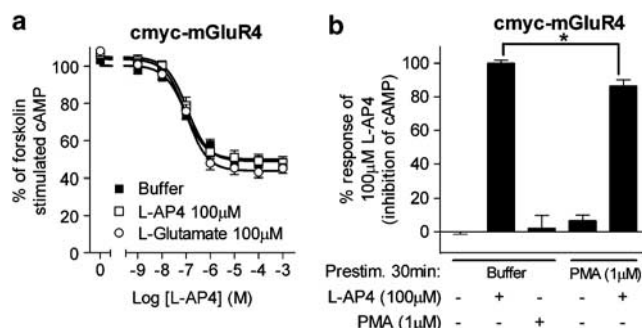 a
cmyc-mGluR4
% of forskolin
stimulated cAMP
100
80
60
40
20
0
Buffer
L-AP4 100µM
L-Glutamate 100µM
0 -9 -8 -7 -6 -5 -4 -3
Log [L-AP4] (M)
b
cmyc-mGluR4
*
% response of
100µM L-AP4
(inhibition of cAMP)
100
80
60
40
20
0
Prestim. 30min: Buffer PMA (1µM)
L-AP4 (100µM) - + - - +
PMA (1µM) - - + - -